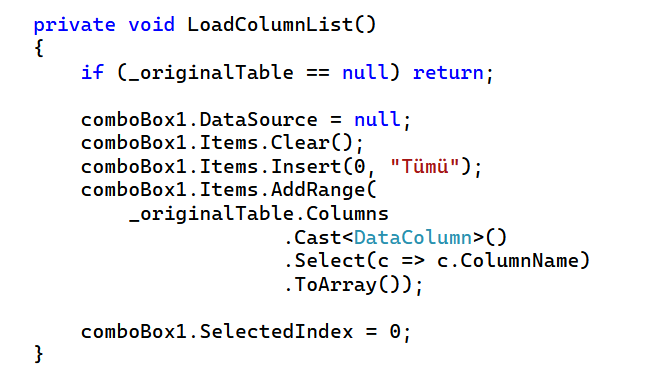 private void LoadColumnList()
{
    if (_originalTable == null) return;

    comboBox1.DataSource = null;
    comboBox1.Items.Clear();
    comboBox1.Items.Insert(0, "Tümü");
    comboBox1.Items.AddRange(
        _originalTable.Columns
                     .Cast<DataColumn>()
                     .Select(c => c.ColumnName)
                     .ToArray());

    comboBox1.SelectedIndex = 0;
}